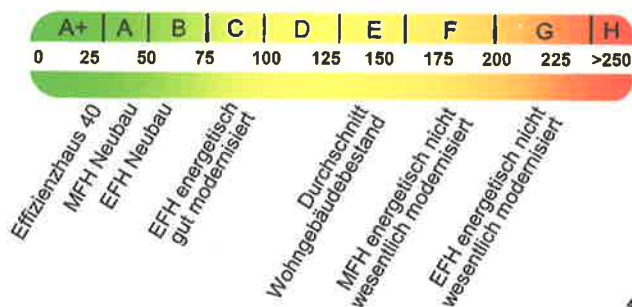 A+ A B C D E F G H
0 25 50 75 100 125 150 175 200 225 >250
Effizienzhaus 40
MFH Neubau
EFH Neubau
EFH energetisch
gut modernisiert
Durchschnitt
Wohngebäudebestand
MFH energetisch nicht
wesentlich modernisiert
EFH energetisch nicht
wesentlich modernisiert